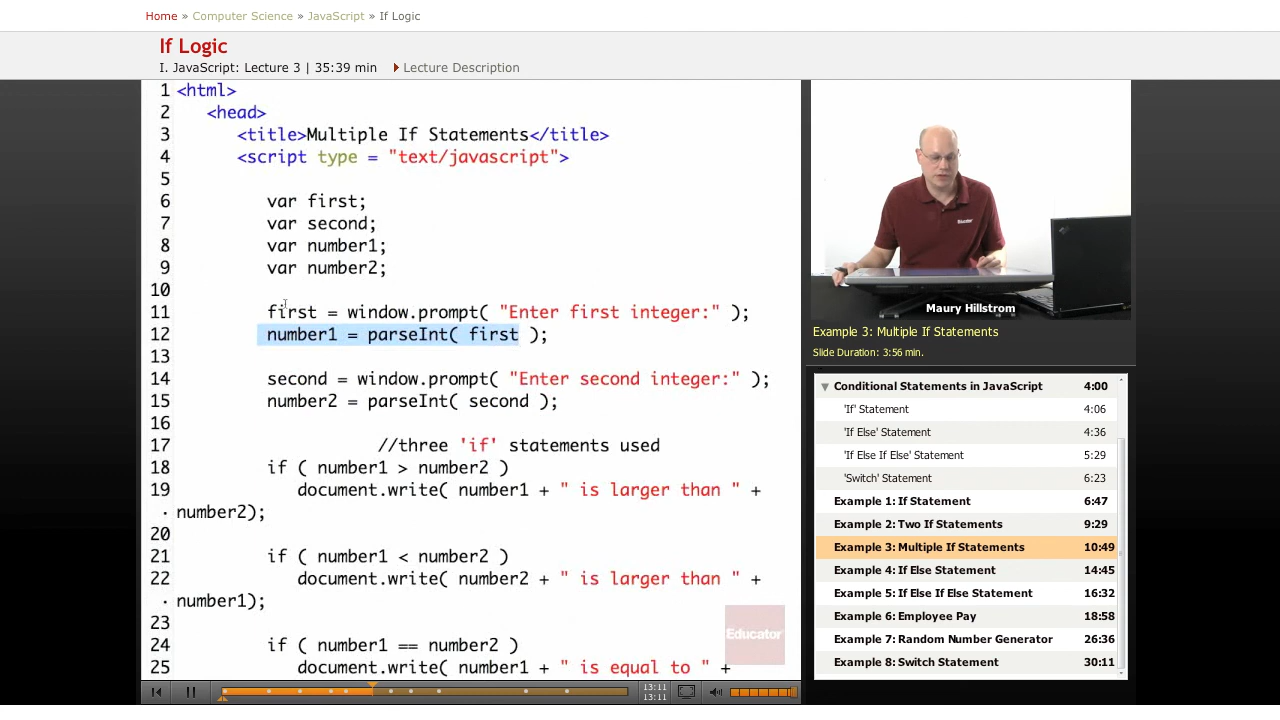 Home » Computer Science » JavaScript » If Logic
If Logic
I. JavaScript: Lecture 3 | 35:39 min Lecture Description
1 <html>
2 <head>
3 <title>Multiple If Statements</title>
4 <script type = "text/javascript">
5
6 var first;
7 var second;
8 var number1;
9 var number2;
10
11 first = window.prompt( "Enter first integer:" );
12 number1 = parseInt( first );
13
14 second = window.prompt( "Enter second integer:" );
15 number2 = parseInt( second );
16
17 //three 'if' statements used
18 if ( number1 > number2 )
19 document.write( number1 + " is larger than " +
· number2);
20
21 if ( number1 < number2 )
22 document.write( number2 + " is larger than " +
· number1);
23
24 if ( number1 == number2 )
25 document.write( number1 + " is equal to " +
Educator
13:11
13:11
Educator
Maury Hillstrom
Example 3: Multiple If Statements
Slide Duration: 3:56 min.
Conditional Statements in JavaScript 4:00
'If' Statement 4:06
'If Else' Statement 4:36
'If Else If Else' Statement 5:29
'Switch' Statement 6:23
Example 1: If Statement 6:47
Example 2: Two If Statements 9:29
Example 3: Multiple If Statements 10:49
Example 4: If Else Statement 14:45
Example 5: If Else If Else Statement 16:32
Example 6: Employee Pay 18:58
Example 7: Random Number Generator 26:36
Example 8: Switch Statement 30:11